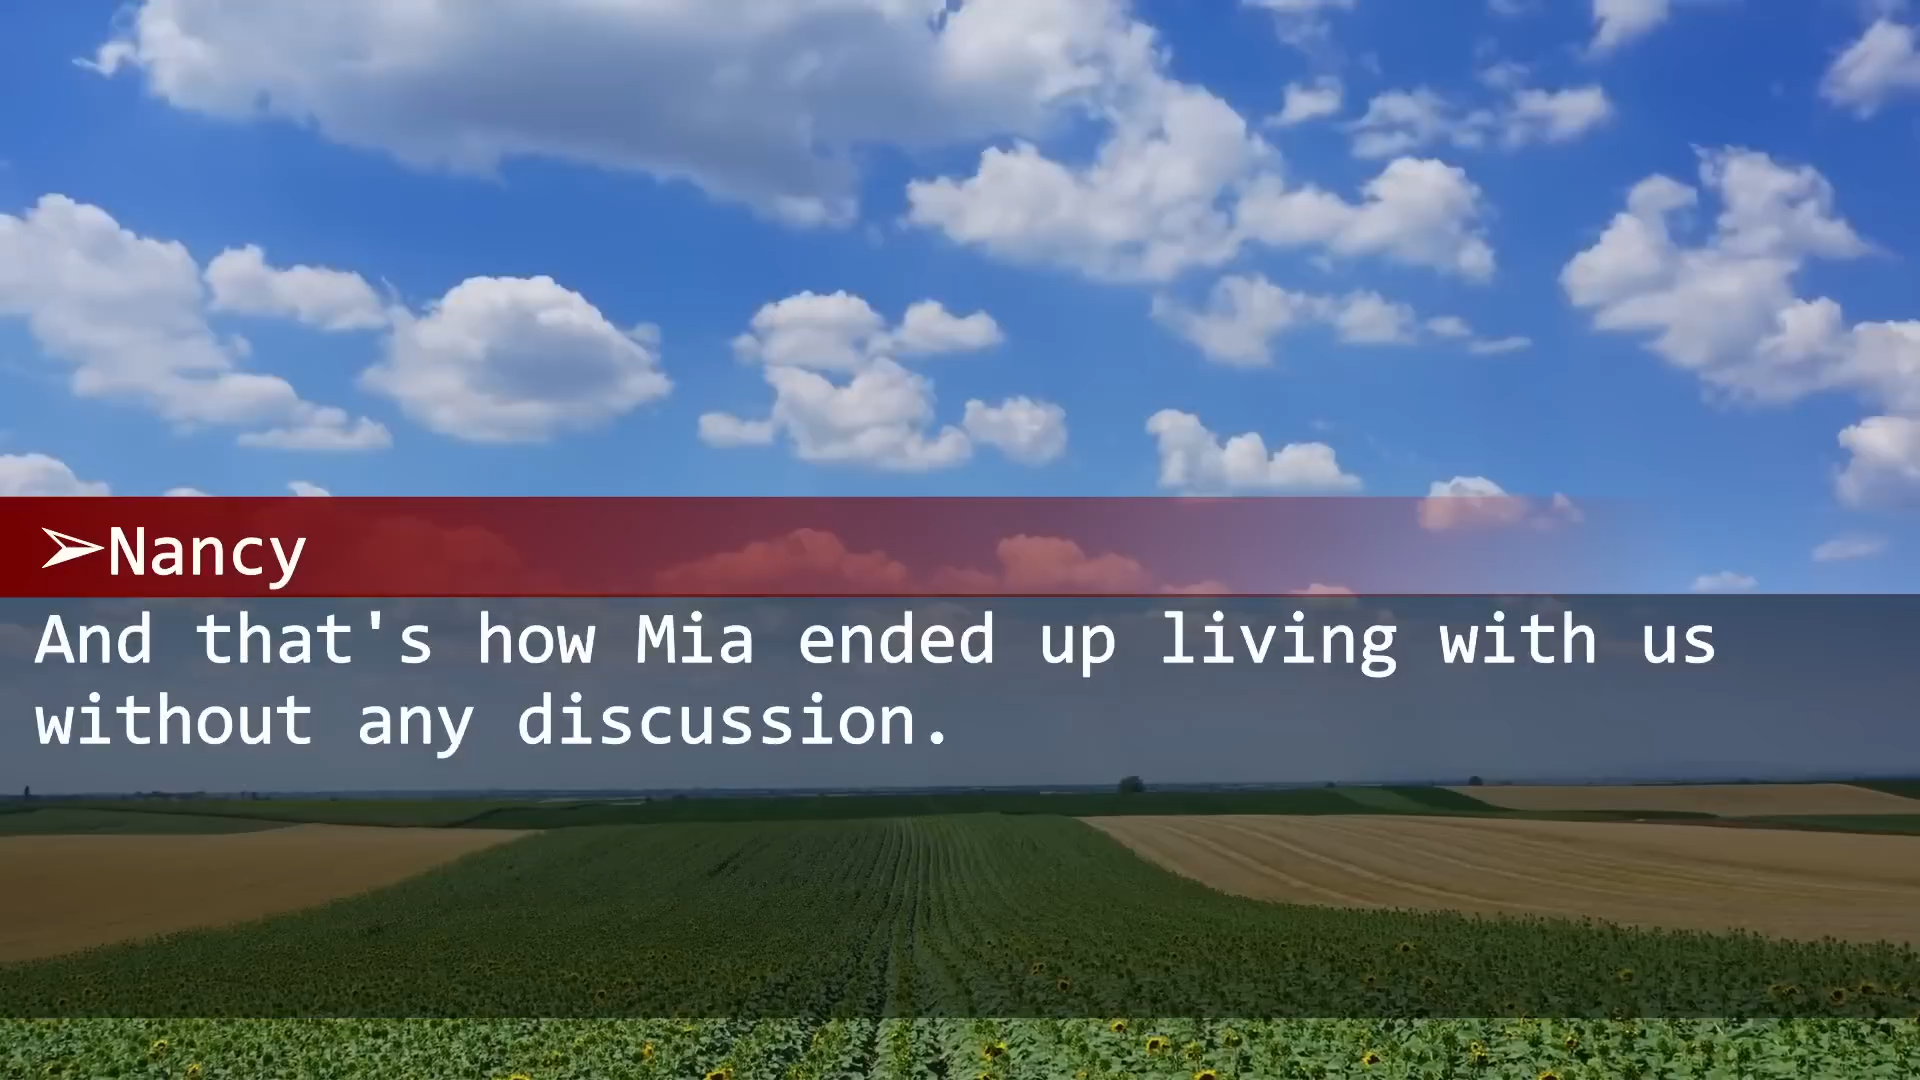 ➢Nancy
And that's how Mia ended up living with us
without any discussion.